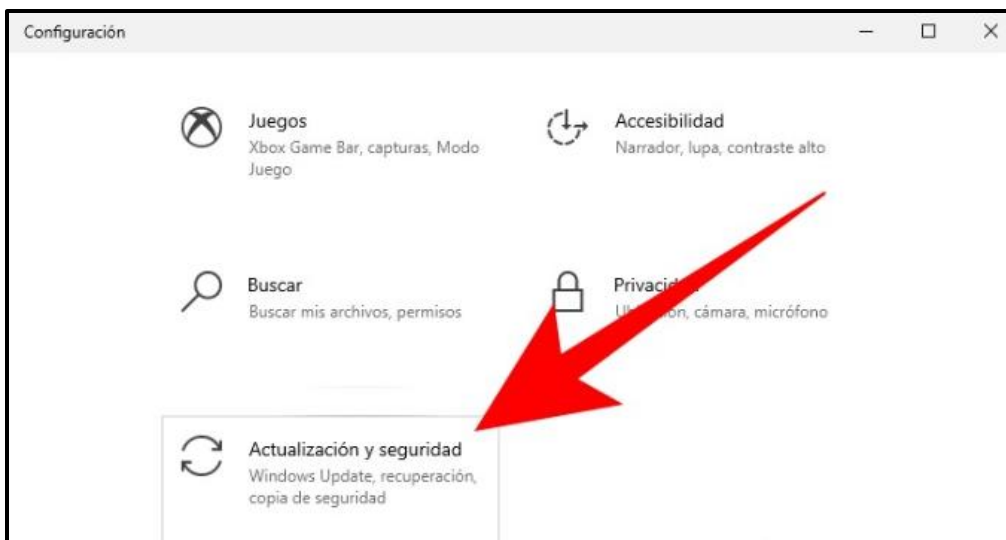 Configuración
Juegos
Xbox Game Bar, capturas, Modo
Juego
Accesibilidad
Narrador, lupa, contraste alto
Buscar
Buscar mis archivos, permisos
cámara, micrófono
Actualización y seguridad
Windows Update, recuperación,
copia de seguridad